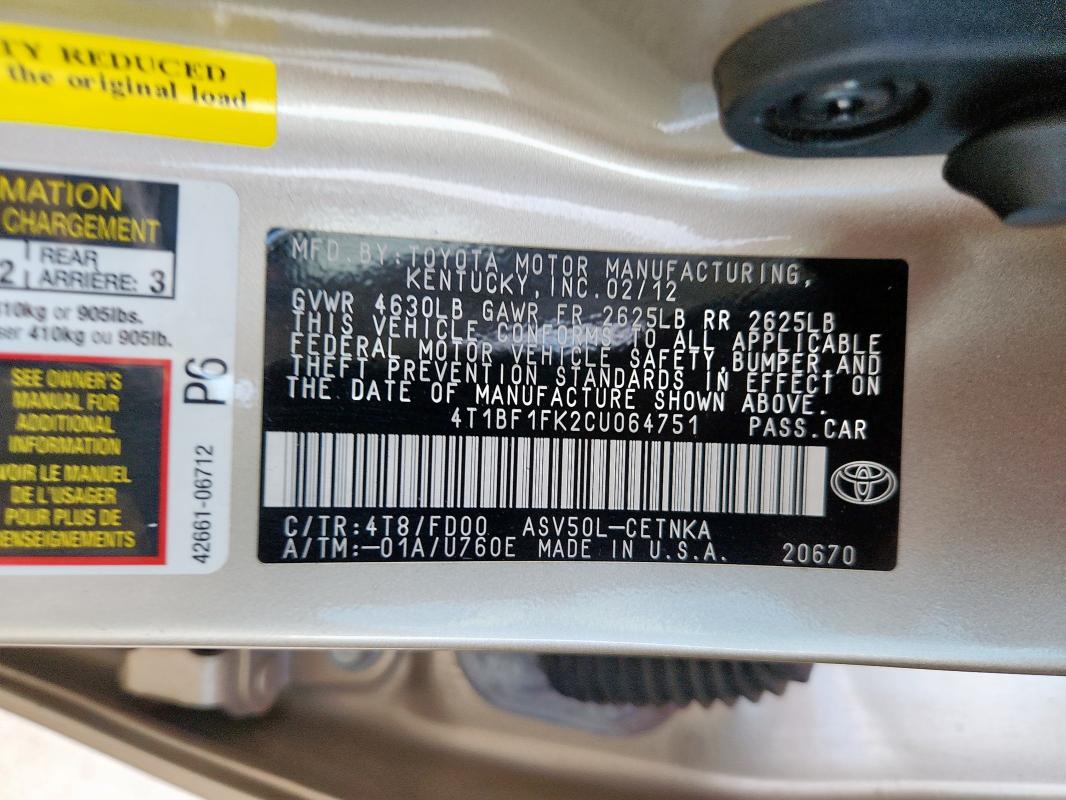 TY REDUCED
the original load
MATION
CHARGEMENT
2 REAR
ARRIÈRE: 3
10kg or 905lbs.
ser 410kg ou 905lb.
SEE OWNER'S
MANUAL FOR
ADDITIONAL
INFORMATION
VOIR LE MANUEL
DE L'USAGER
POUR PLUS DE
RENSEIGNEMENTS
P6
42661-06712
MFD.BY:TOYOTA MOTOR MANUFACTURING,
KENTUCKY,INC.02/12
GVWR 4630LB GAWR FR 2625LB RR 2625LB
THIS VEHICLE CONFORMS TO ALL APPLICABLE
FEDERAL MOTOR VEHICLE SAFETY,BUMPER,AND
THEFT PREVENTION STANDARDS IN EFFECT ON
THE DATE OF MANUFACTURE SHOWN ABOVE.
4T1BF1FK2CU064751 PASS.CAR
C/TR:4T8/FD00 ASV50L-CETNKA
A/TM:-01A/U760E MADE IN U.S.A. 20670